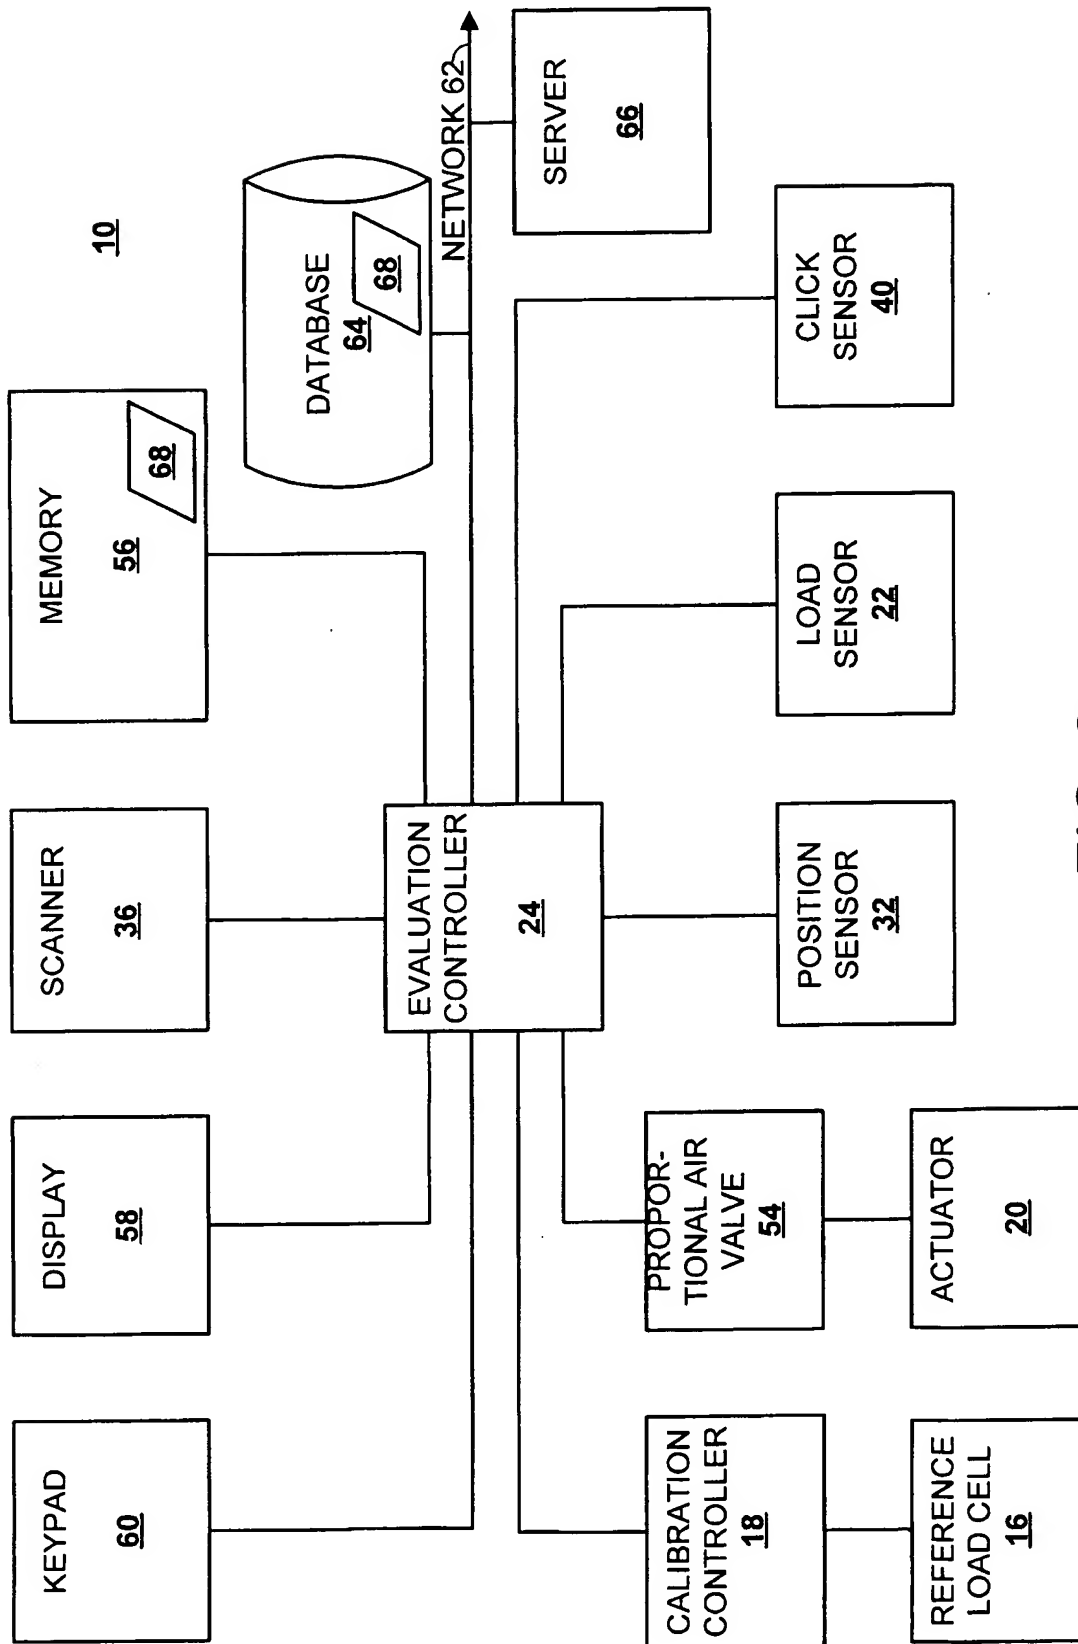 KEYPAD
60
DISPLAY
58
SCANNER
36
MEMORY
56
68
10
DATABASE
64
68
NETWORK 62
EVALUATION
CONTROLLER
24
SERVER
66
CALIBRATION
CONTROLLER
18
PROPOR-
TIONAL AIR
VALVE
54
POSITION
SENSOR
32
LOAD
SENSOR
22
CLICK
SENSOR
40
REFERENCE
LOAD CELL
16
ACTUATOR
20